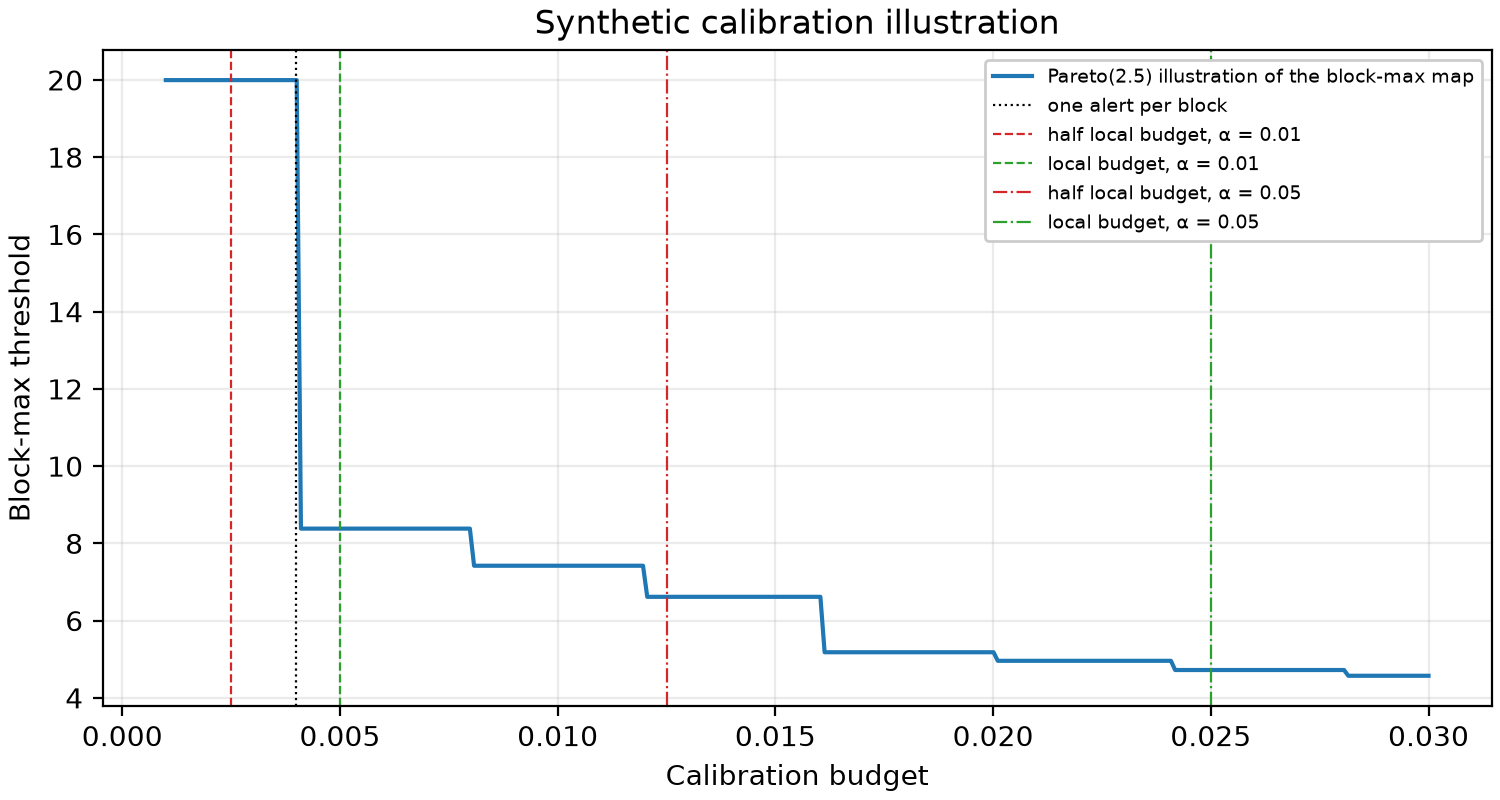 Synthetic calibration illustration
Block-max threshold
20
18
16
14
12
10
8
6
4
Pareto(2.5) illustration of the block-max map
one alert per block
half local budget, α = 0.01
local budget, α = 0.01
half local budget, α = 0.05
local budget, α = 0.05
0.000 0.005 0.010 0.015 0.020 0.025 0.030
Calibration budget